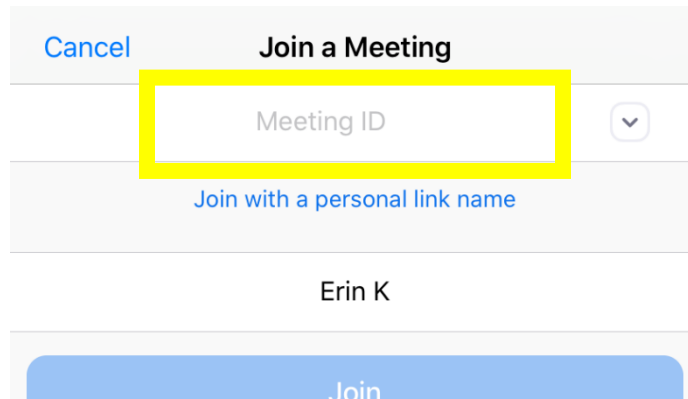 Cancel Join a Meeting
Meeting ID
Join with a personal link name
Erin K
Join